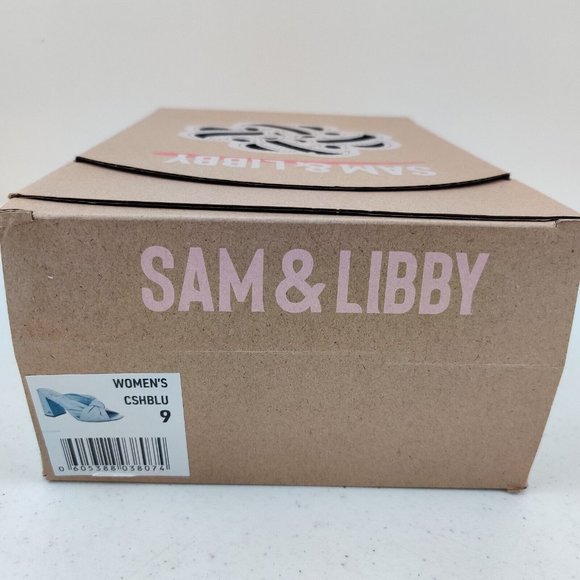 SAM & LIBBY
SAM & LIBBY
WOMEN'S
CSHBLU
9
0 605388 038074